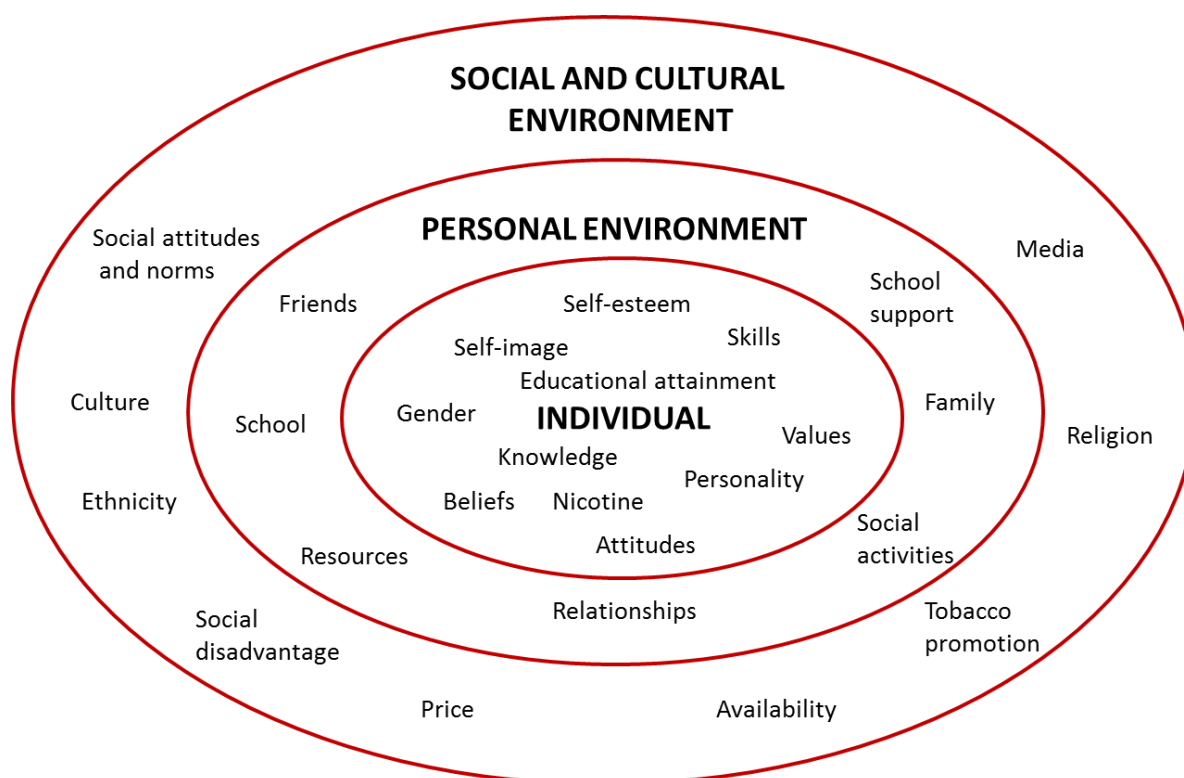 SOCIAL AND CULTURAL
ENVIRONMENT
PERSONAL ENVIRONMENT
Social attitudes
and norms
Media
Friends
School
support
Self-esteem
Self-image
Skills
Educational attainment
Culture
School
Gender
INDIVIDUAL
Values
Family
Religion
Knowledge
Personality
Ethnicity
Beliefs
Nicotine
Attitudes
Social
activities
Resources
Relationships
Social
disadvantage
Tobacco
promotion
Price
Availability